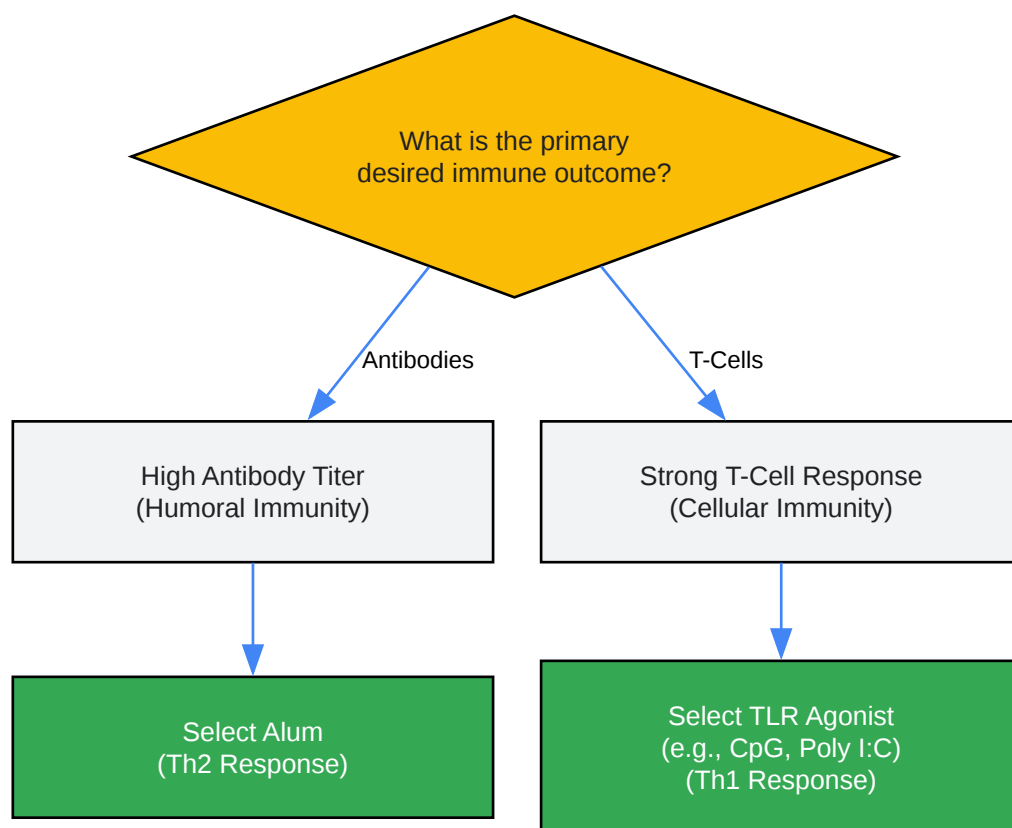 What is the primary
desired immune outcome?
Antibodies
T-Cells
High Antibody Titer
(Humoral Immunity)
Strong T-Cell Response
(Cellular Immunity)
Select Alum
(Th2 Response)
Select TLR Agonist
(e.g., CpG, Poly I:C)
(Th1 Response)